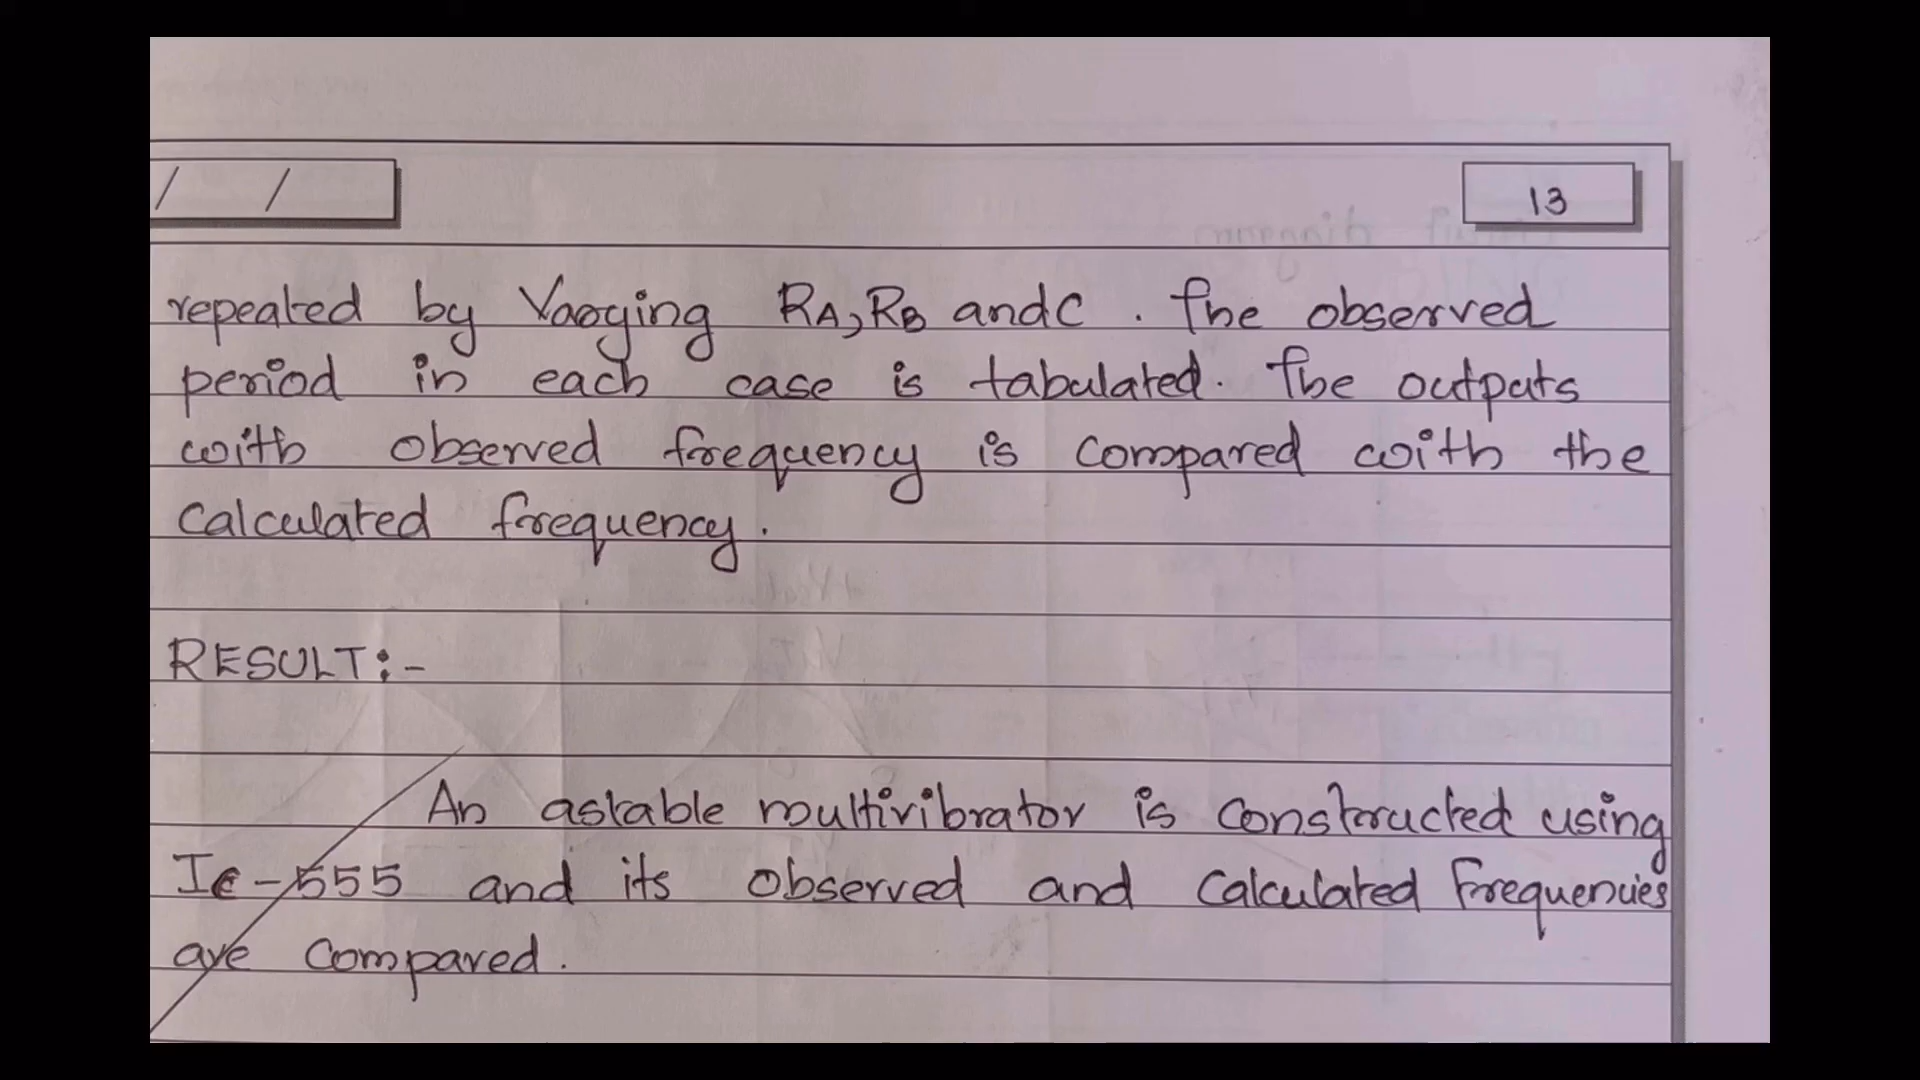 / /
13
repeated by Varying RA, RB and C . The observed
period in each case is tabulated. The outputs
with observed frequency is compared with the
calculated frequency.
RESULT:-
An astable multivibrator is constructed using
IC-555 and its observed and calculated frequencies
are compared.